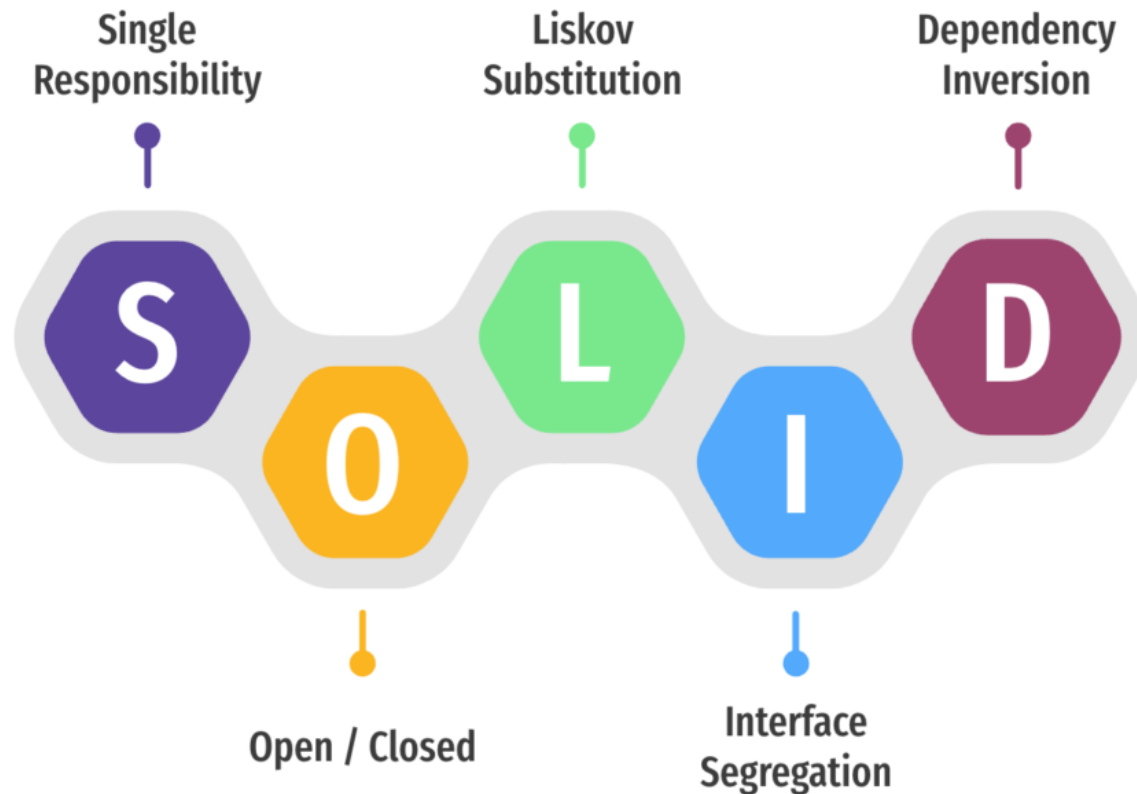 Single
Responsibility
Liskov
Substitution
Dependency
Inversion
S
O
L
I
D
Open / Closed
Interface
Segregation